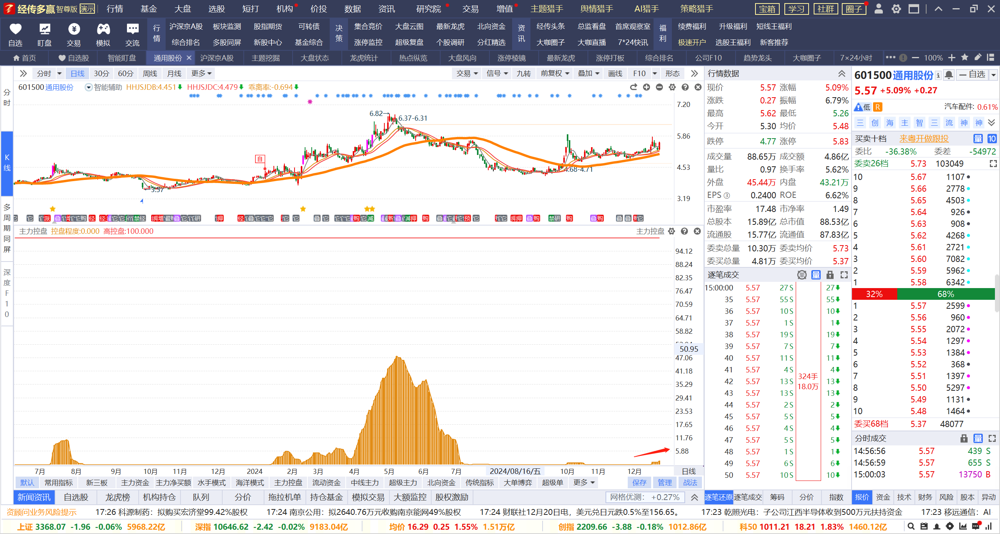 经传多赢 智尊版 演示 行情 基金 大盘 选股 短打 机构 价投 数据 资讯 研究院 交易 增值 主题猎手 舆情猎手 AI猎手 策略猎手 宝箱 学习 社群 圈子
自选 盯盘 交易 模拟 交流
行情 沪深京A股 板块监测 股指期货 可转债 决策 集合竞价 大盘云图 最新龙虎 北向资金 资讯 经传头条 总监看盘 首席观察室 福利 续费福利 升级福利 短线王福利
综合排名 多股同屏 新股中心 基金综合 涨停监控 超级复盘 个股调研 分红精选 大咖圈子 大咖直播 7*24快讯 极速开户 选股王福利 新客推荐
首页 自选股 智能盯盘 通用股份 沪深京A股 主题挖掘 大盘状态 龙虎统计 热点纵览 大盘风向 涨停棱镜 最新龙虎 涨停打板 综合排名 公司F10 趋势龙头 大咖圈子 7×24小时 100%
分时 日线 30分 60分 周线 月线 更多 交易 信号 九转 前复权 叠加 画线 F10 形态
分时
K线
多周期同屏
深度F10
601500 通用股份 智能辅助 HHJSJDB:4.451 HHJSJDC:4.479 乖离率:-0.694
7.20
6.82→ 6.37-6.31
5.86
自
4.53
4.68-4.71
←3.57
3.19
主力控盘 控盘程度:0.000 高控盘:100.000 主力控盘
94.12
88.24
82.35
76.47
70.59
64.71
58.82
50.95
47.06
41.18
35.29
29.41
23.53
17.65
11.76
5.88
7月 8月 9月 10月 11月 12月 2024 2月 3月 4月 5月 6月 7月 2024/08/16/五 10月 11月 12月 日线
默认 常用指标 新三板 主力资金 主力净买额 水手模式 海洋模式 主力控盘 流动资金 中线主力 超级主力 北向资金 传统指标 大单博弈 超级单 更多 保存 管理 战法
新闻资讯 自选股 龙虎榜 机构持仓 队列 分价 拖拉机单 持仓基金 模拟交易 大额监控 股权激励 网格优测: +0.27%
行情数据
现价 5.57 涨幅 5.09%
涨跌 0.27 振幅 6.79%
最高 5.62 最低 5.26
今开 5.30 均价 5.48
跌停 4.77 涨停 5.83
成交量 88.65万 成交额 4.86亿
量比 0.97 换手率 5.62%
外盘 45.44万 内盘 43.21万
EPS③ 0.2400 ROE 6.62%
市盈率 17.48 市净率 1.49
总股本 15.89亿 总市值 88.53亿
流通股 15.77亿 流通值 87.83亿
委卖总量 10.30万 委卖均价 5.73
委买总量 4.81万 委买均价 5.37
逐笔成交 单 量
15:00:00 5.57 27 S 27
35 5.57 55 S 55
36 5.57 10 S 10
37 5.57 1 S 1
38 5.57 19 S 19
39 5.57 7 S 7
40 5.57 11 S 11
41 5.57 4 S 4
42 5.57 13 S 13
43 5.57 13 S 13
44 5.57 2 S 2
45 5.57 5 S 5
46 5.57 4 S 4
47 5.57 5 S 5
48 5.57 1 S 1
49 5.57 6 S 6
50 5.57 10 S 10
324手
18.0万
逐笔还原 逐笔成交 筹码 分价 指数
601500 通用股份 自选
5.57 +5.09% +0.27
低 R 汽车配件: 0.61%
三 创 海 主 智 三 流 神 神
买卖十档 来粤开做跟投 量 10
委比 -36.38% 委差 -54972
委卖26档 5.73 103049
10 5.67 1107
9 5.66 2778
8 5.65 4503
7 5.64 926
6 5.63 908
5 5.62 4268
4 5.61 2721
3 5.60 7082
2 5.59 5962
1 5.58 6342
32% 68%
1 5.57 2599
2 5.56 960
3 5.55 2072
4 5.54 1297
5 5.53 1384
6 5.52 368
7 5.51 1397
8 5.50 5297
9 5.49 1131
10 5.48 1464
委买68档 5.37 48077
分时成交 量
14:56:56 5.57 439 S
14:56:59 5.57 655 S
15:00:03 5.57 13750 B
报价 资金 技术 财务 风险 股本 异动
资顾问业务风险提示 17:26 科源制药：拟购买宏济堂99.42%股权 17:24 南京公用：拟2640.76万元收购南京能网49%股权 17:24 财联社12月20日电，美元兑日元跌0.5%至156.65。 17:23 乾照光电：子公司江西半导体收到500万元扶持资金 17:23 移远通信：AI
上证 3368.07 -1.96 -0.06% 5968.22亿 深指 10646.62 -2.42 -0.02% 9183.04亿 均价 16.29 0.25 1.55% 1.51万亿 创指 2209.66 -3.88 -0.18% 1012.86亿 科50 1011.21 18.21 1.83% 1460.12亿